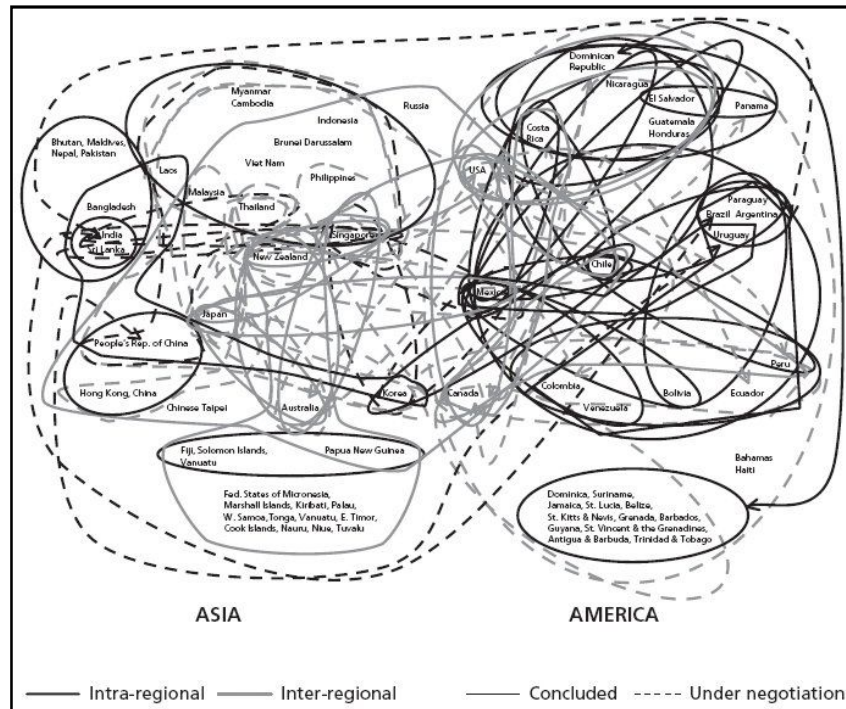 Dominican
Republic
Nicaragua
El Salvador
Panama
Guatemala
Honduras
Costa
Rica
USA
Myanmar
Cambodia
Indonesia
Russia
Brunei Darussalam
Viet Nam
Philippines
Bhutan, Maldives,
Nepal, Pakistan
Laos
Malaysia
Thailand
Bangladesh
India
Sri Lanka
Singapore
New Zealand
Paraguay
Brazil Argentina
Uruguay
Chile
Mexico
Japan
People's Rep. of China
Hong Kong, China
Chinese Taipei
Australia
Korea
Canada
Colombia
Venezuela
Bolivia
Ecuador
Peru
Fiji, Solomon Islands,
Vanuatu
Papua New Guinea
Bahamas
Haiti
Fed. States of Micronesia,
Marshall Islands, Kiribati, Palau,
W. Samoa, Tonga, Vanuatu, E. Timor,
Cook Islands, Nauru, Niue, Tuvalu
Dominica, Suriname,
Jamaica, St. Lucia, Belize,
St. Kitts & Nevis, Grenada, Barbados,
Guyana, St. Vincent & the Grenadines,
Antigua & Barbuda, Trinidad & Tobago
ASIA
AMERICA
Intra-regional
Inter-regional
Concluded
Under negotiation